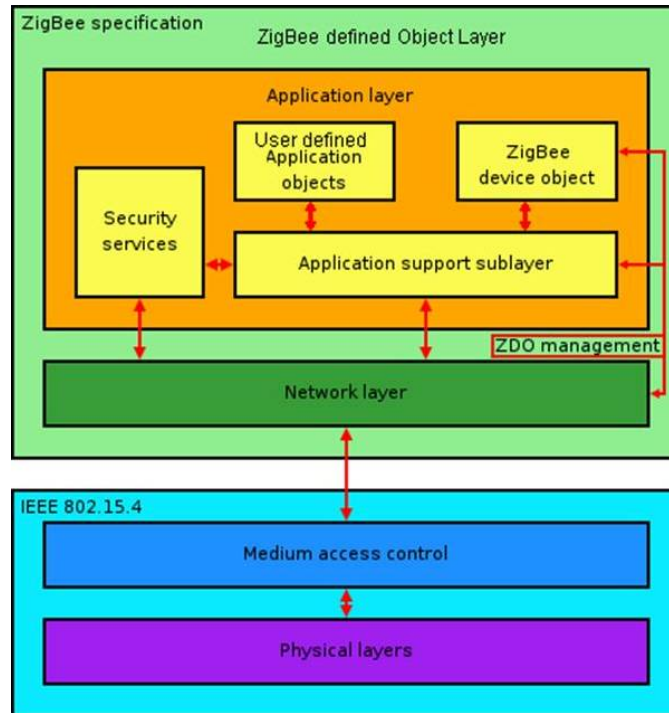 ZigBee specification
ZigBee defined Object Layer
Application layer
User defined
Application
objects
ZigBee
device object
Security
services
Application support sublayer
ZDO management
Network layer
IEEE 802.15.4
Medium access control
Physical layers